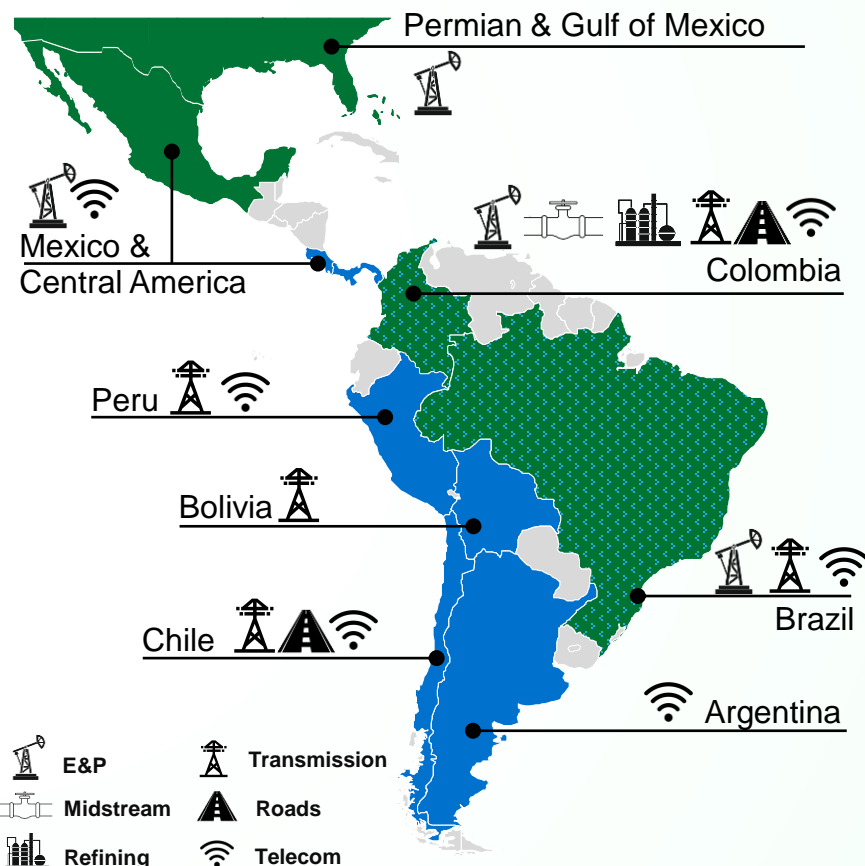 Permian & Gulf of Mexico
Mexico &
Central America
Colombia
Peru
Bolivia
Brazil
Chile
Argentina
E&P
Transmission
Midstream
Roads
Refining
Telecom